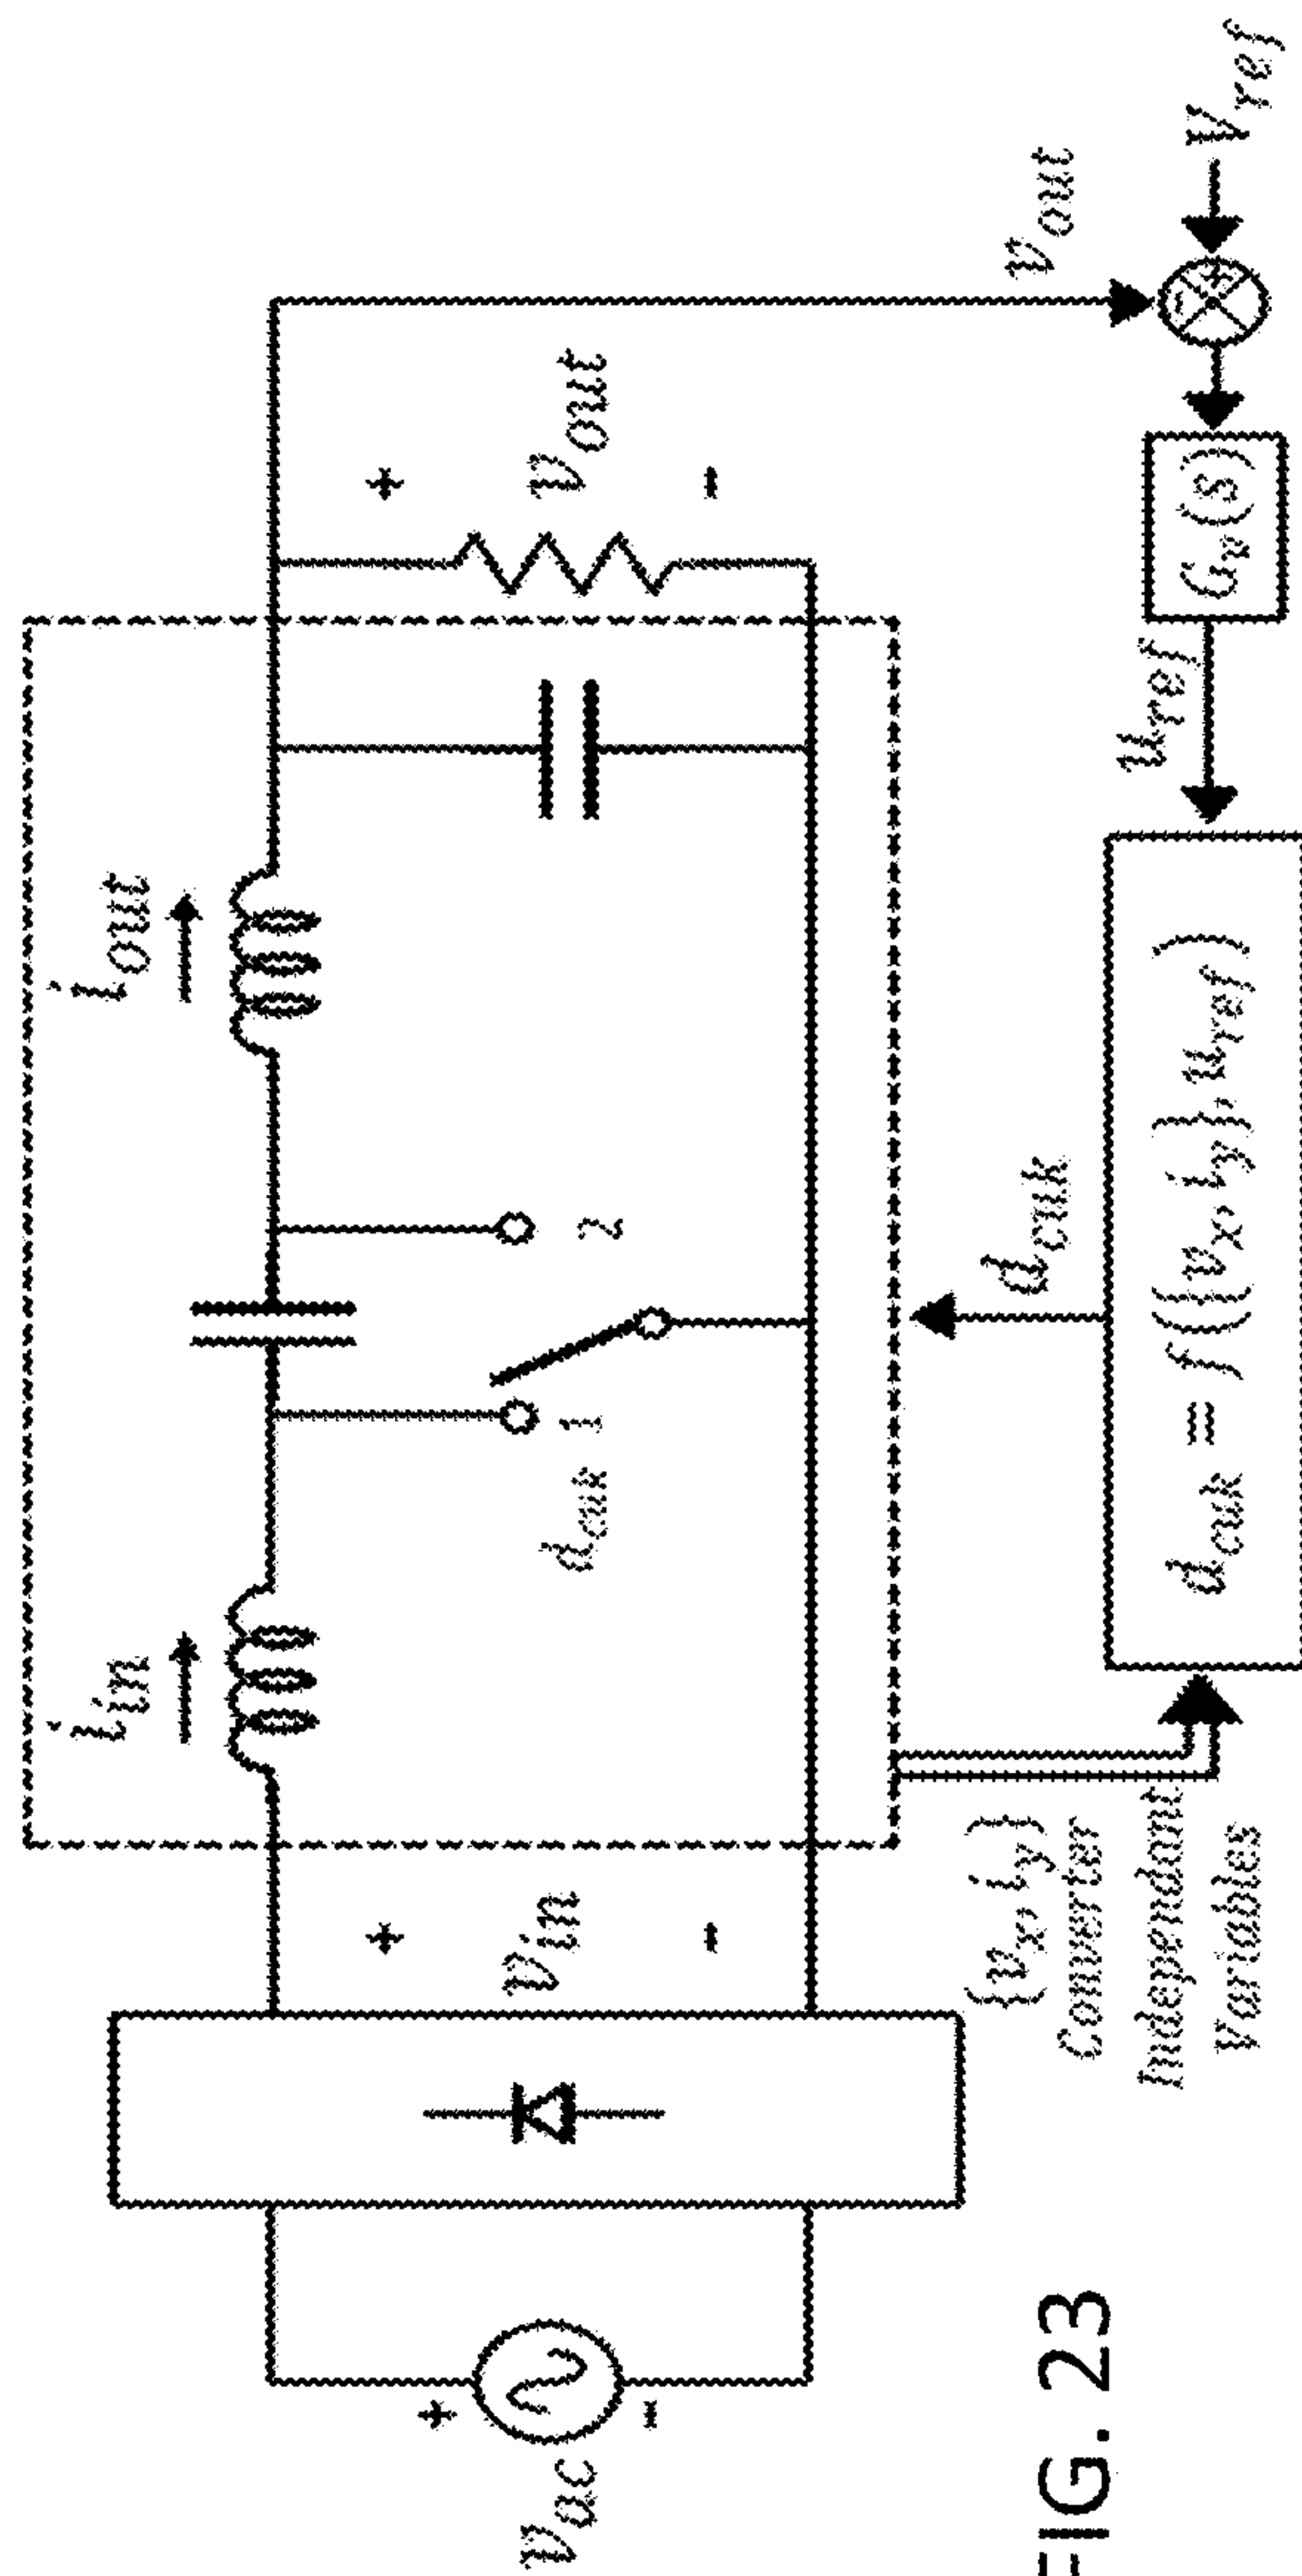 i_in
i_out
+
+
+
v_ac
v_in
d_cuk 1
2
v_out
-
-
-
{v_x, i_y}
Converter
Independant
Variables
d_cuk
v_out
d_cuk = f({v_x, i_y}, u_ref)
u_ref
G_v(s)
-
+
V_ref
FIG. 23